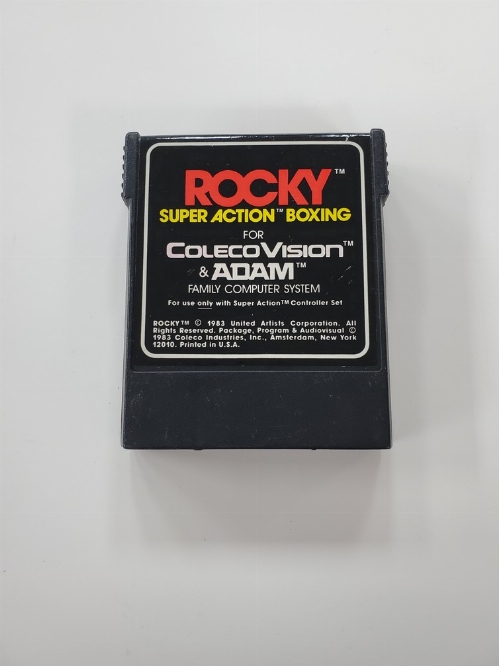 ROCKY™
SUPER ACTION™ BOXING
FOR
COLECOVISION™
& ADAM™
FAMILY COMPUTER SYSTEM
For use only with Super Action™ Controller Set
ROCKY™ © 1983 United Artists Corporation. All
Rights Reserved. Package, Program & Audiovisual ©
1983 Coleco Industries, Inc., Amsterdam, New York
12010. Printed in U.S.A.